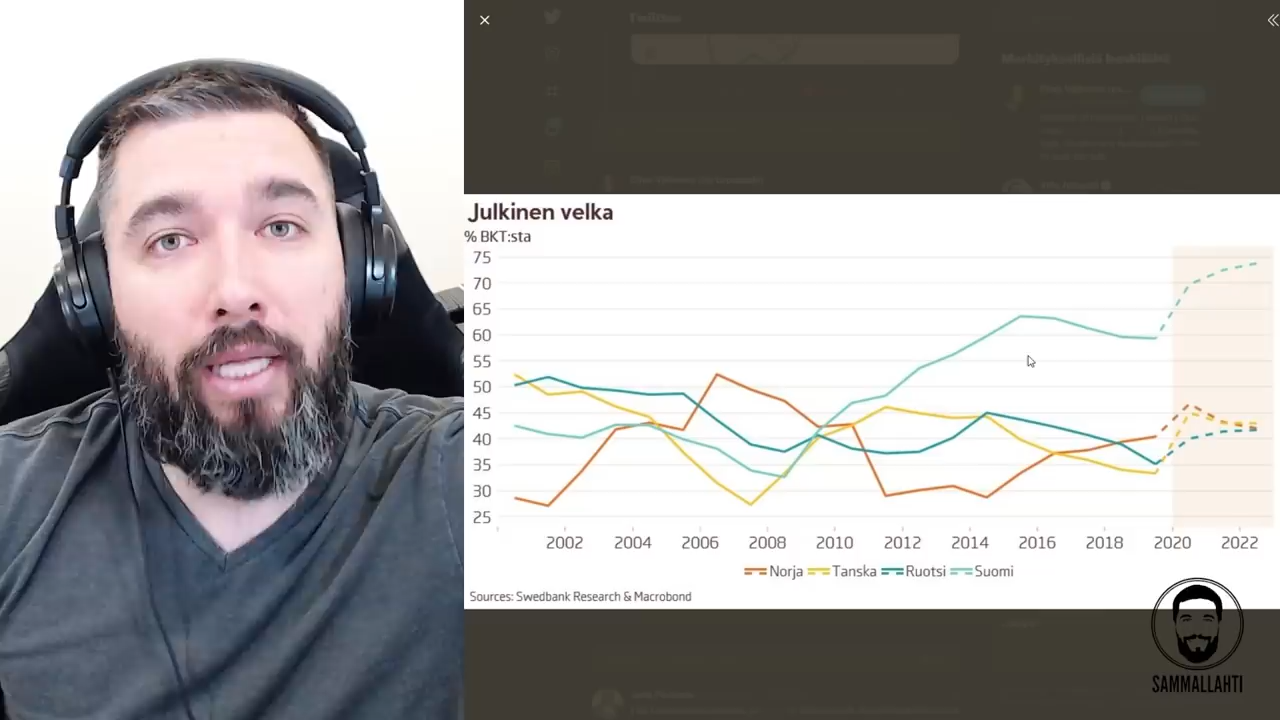 Julkinen velka
% BKT:sta
75
70
65
60
55
50
45
40
35
30
25
2002 2004 2006 2008 2010 2012 2014 2016 2018 2020 2022
Norja Tanska Ruotsi Suomi
Sources: Swedbank Research & Macrobond
SAMMALLAHTI